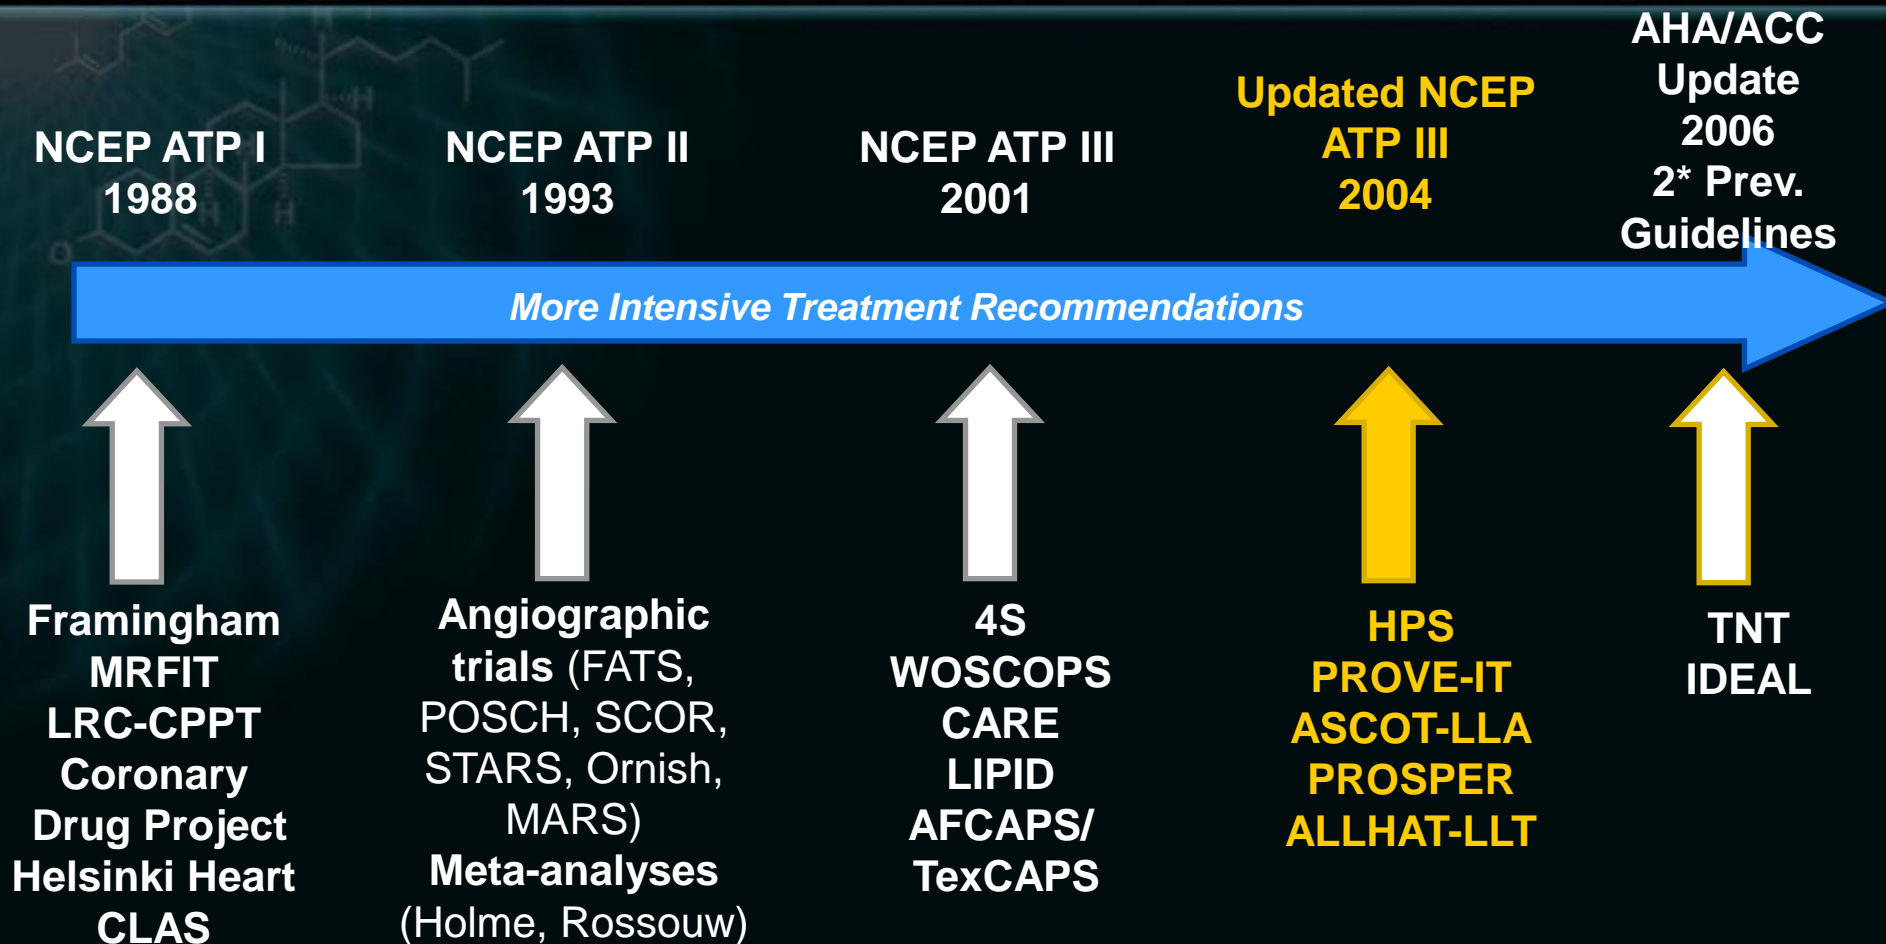 NCEP ATP I
1988
NCEP ATP II
1993
NCEP ATP III
2001
Updated NCEP
ATP III
2004
AHA/ACC
Update
2006
2* Prev.
Guidelines
More Intensive Treatment Recommendations
Framingham
MRFIT
LRC-CPPT
Coronary
Drug Project
Helsinki Heart
CLAS
Angiographic
trials (FATS,
POSCH, SCOR,
STARS, Ornish,
MARS)
Meta-analyses
(Holme, Rossouw)
4S
WOSCOPS
CARE
LIPID
AFCAPS/
TexCAPS
HPS
PROVE-IT
ASCOT-LLA
PROSPER
ALLHAT-LLT
TNT
IDEAL
H
H
H
H
O